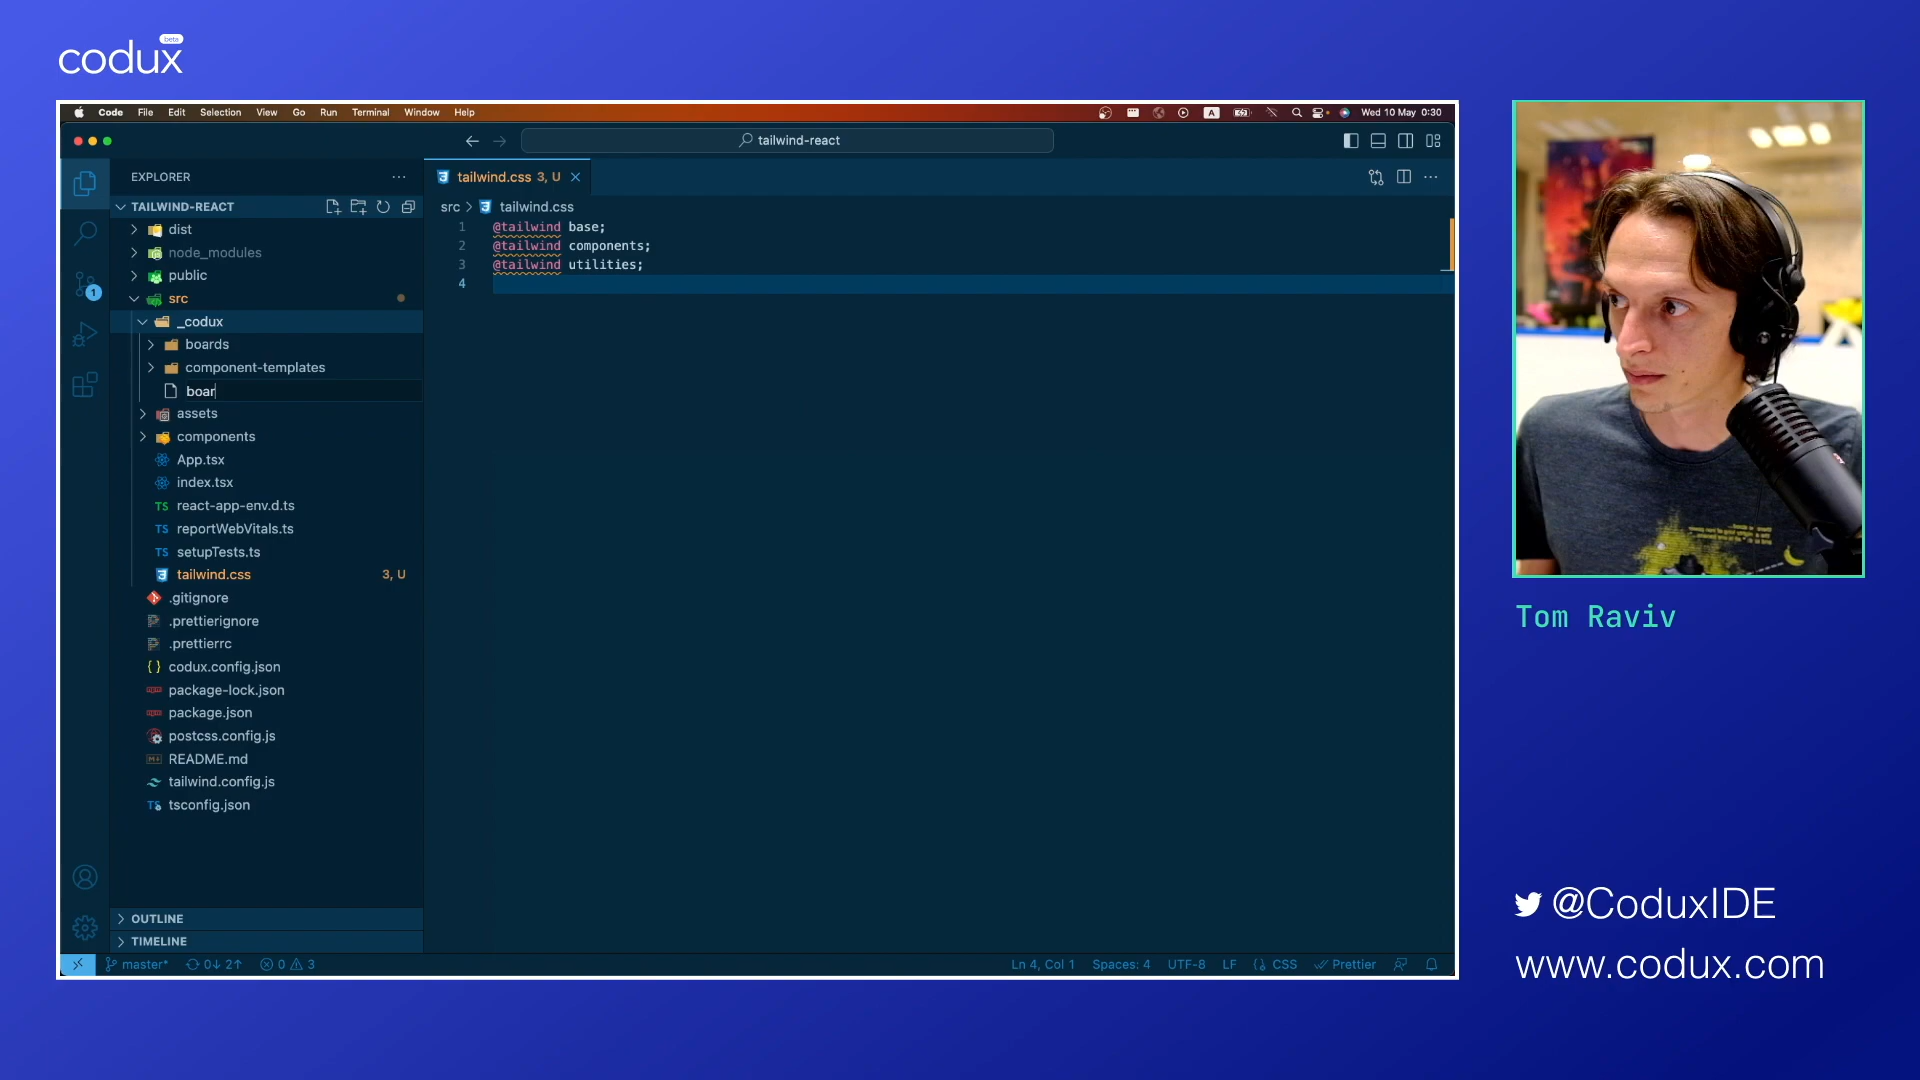 codux beta
Code File Edit Selection View Go Run Terminal Window Help
A
Wed 10 May 0:30
tailwind-react
EXPLORER
tailwind.css 3, U
TAILWIND-REACT
src > tailwind.css
dist
node_modules
public
src
_codux
boards
component-templates
boar
assets
components
App.tsx
index.tsx
TS react-app-env.d.ts
TS reportWebVitals.ts
TS setupTests.ts
tailwind.css 3, U
.gitignore
.prettierignore
.prettierrc
{ } codux.config.json
package-lock.json
package.json
postcss.config.js
README.md
tailwind.config.js
tsconfig.json
1 @tailwind base;
2 @tailwind components;
3 @tailwind utilities;
4
1
OUTLINE
TIMELINE
master* 0↓ 2↑ 0 3
Ln 4, Col 1 Spaces: 4 UTF-8 LF CSS Prettier
Tom Raviv
@CoduxIDE
www.codux.com